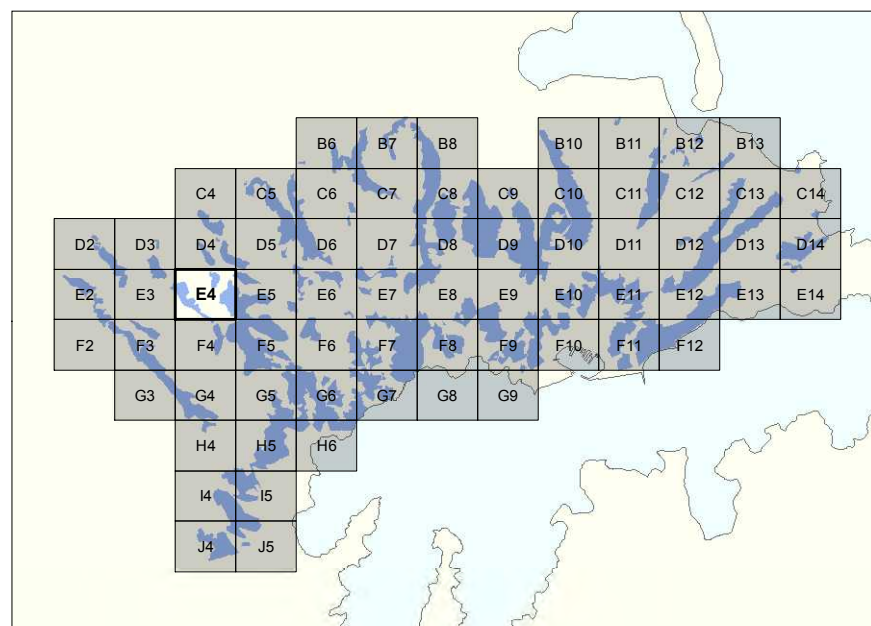 B6 B7 B8 B10 B11 B12 B13
C4 C5 C6 C7 C8 C9 C10 C11 C12 C13 C14
D2 D3 D4 D5 D6 D7 D8 D9 D10 D11 D12 D13 D14
E2 E3 E4 E5 E6 E7 E8 E9 E10 E11 E12 E13 E14
F2 F3 F4 F5 F6 F7 F8 F9 F10 F11 F12
G3 G4 G5 G6 G7 G8 G9
H4 H5 H6
I4 I5
J4 J5